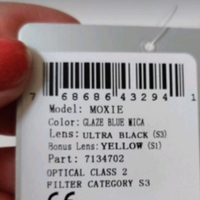 7 68686 43294 1
Model: MOXIE
Color: GLAZE BLUE MICA
Lens: ULTRA BLACK (S3)
Bonus Lens: YELLOW (S1)
Part: 7134702
OPTICAL CLASS 2
FILTER CATEGORY S3
CE